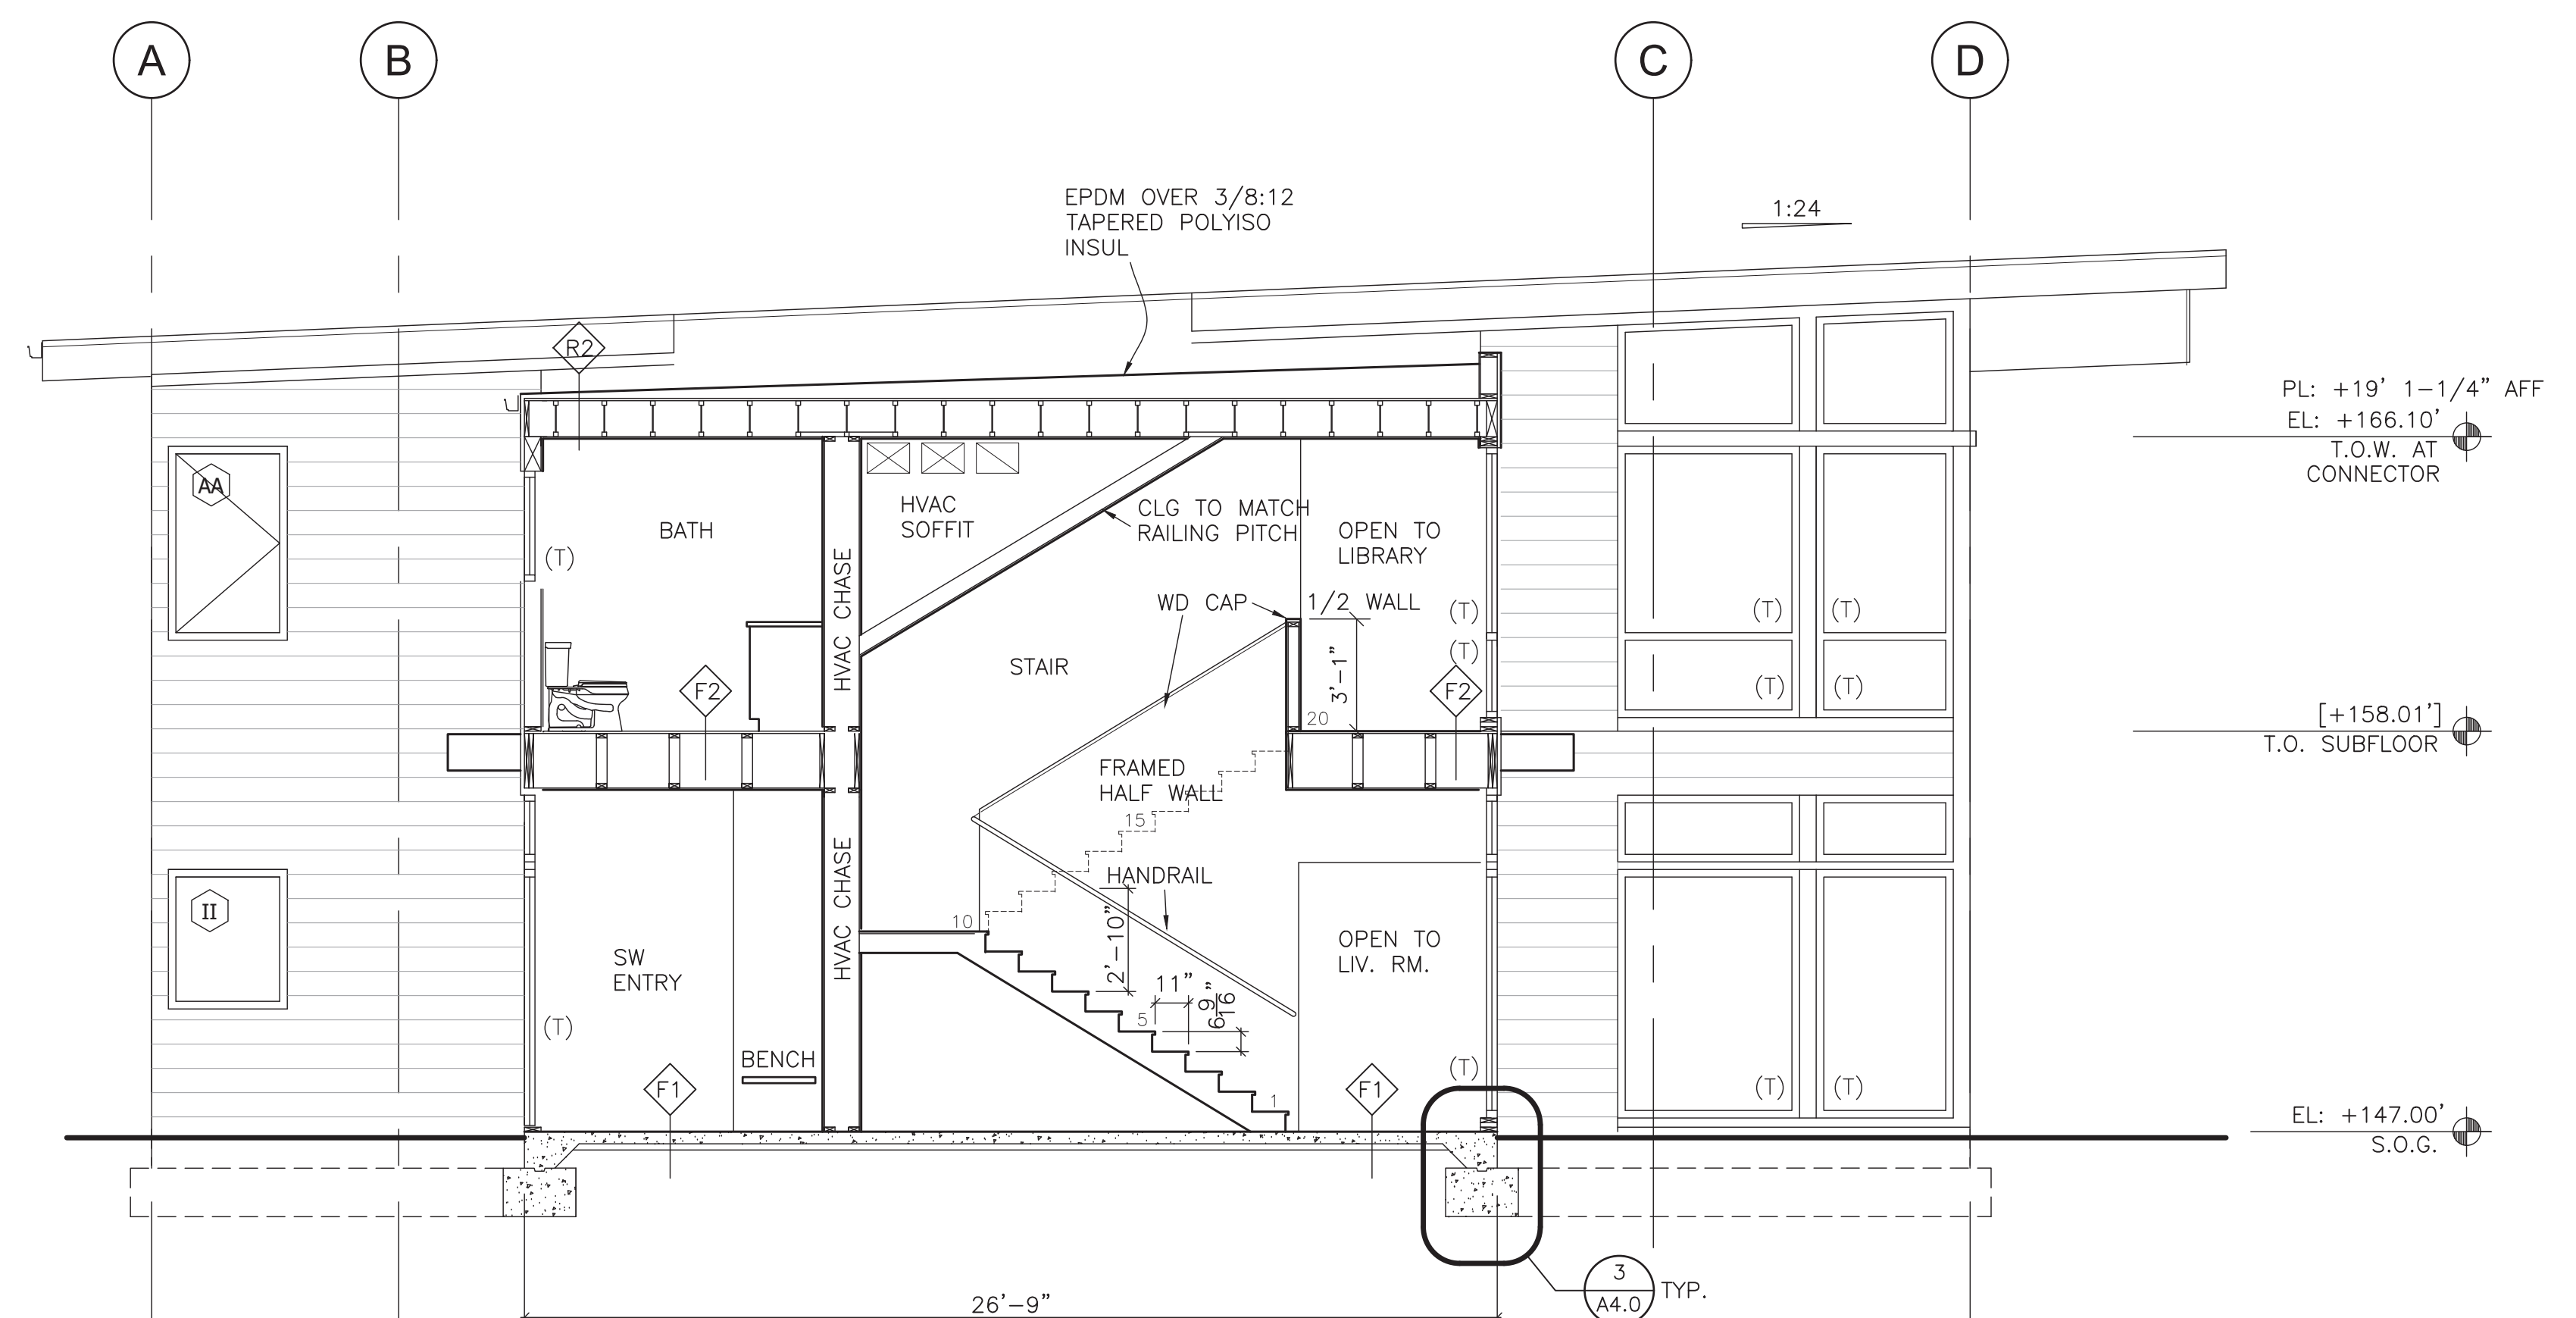 A
B
C
D
EPDM OVER 3/8:12
TAPERED POLYISO
INSUL
1:24
R2
PL: +19' 1-1/4" AFF
EL: +166.10'
T.O.W. AT
CONNECTOR
AA
BATH
(T)
HVAC
SOFFIT
HVAC CHASE
CLG TO MATCH
RAILING PITCH
OPEN TO
LIBRARY
WD CAP
1/2 WALL
(T)
(T)
(T)
(T)
STAIR
3'-1"
(T)
(T)
F2
F2
20
[+158.01']
T.O. SUBFLOOR
FRAMED
HALF WALL
15
HANDRAIL
HVAC CHASE
II
10
2'-10"
SW
ENTRY
OPEN TO
LIV. RM.
11"
6 9/16"
5
(T)
BENCH
(T)
(T)
(T)
F1
F1
1
EL: +147.00'
S.O.G.
26'-9"
3
A4.0
TYP.